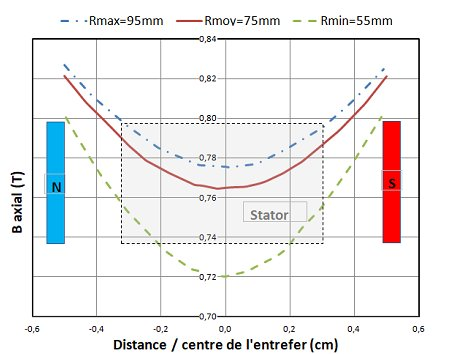 Rmax=95mm Rmoy=75mm Rmin=55mm
0,84
0,82
0,80
0,78
0,76
0,74
0,72
0,70
B axial (T)
N
S
Stator
-0,6 -0,4 -0,2 0,0 0,2 0,4 0,6
Distance / centre de l'entrefer (cm)